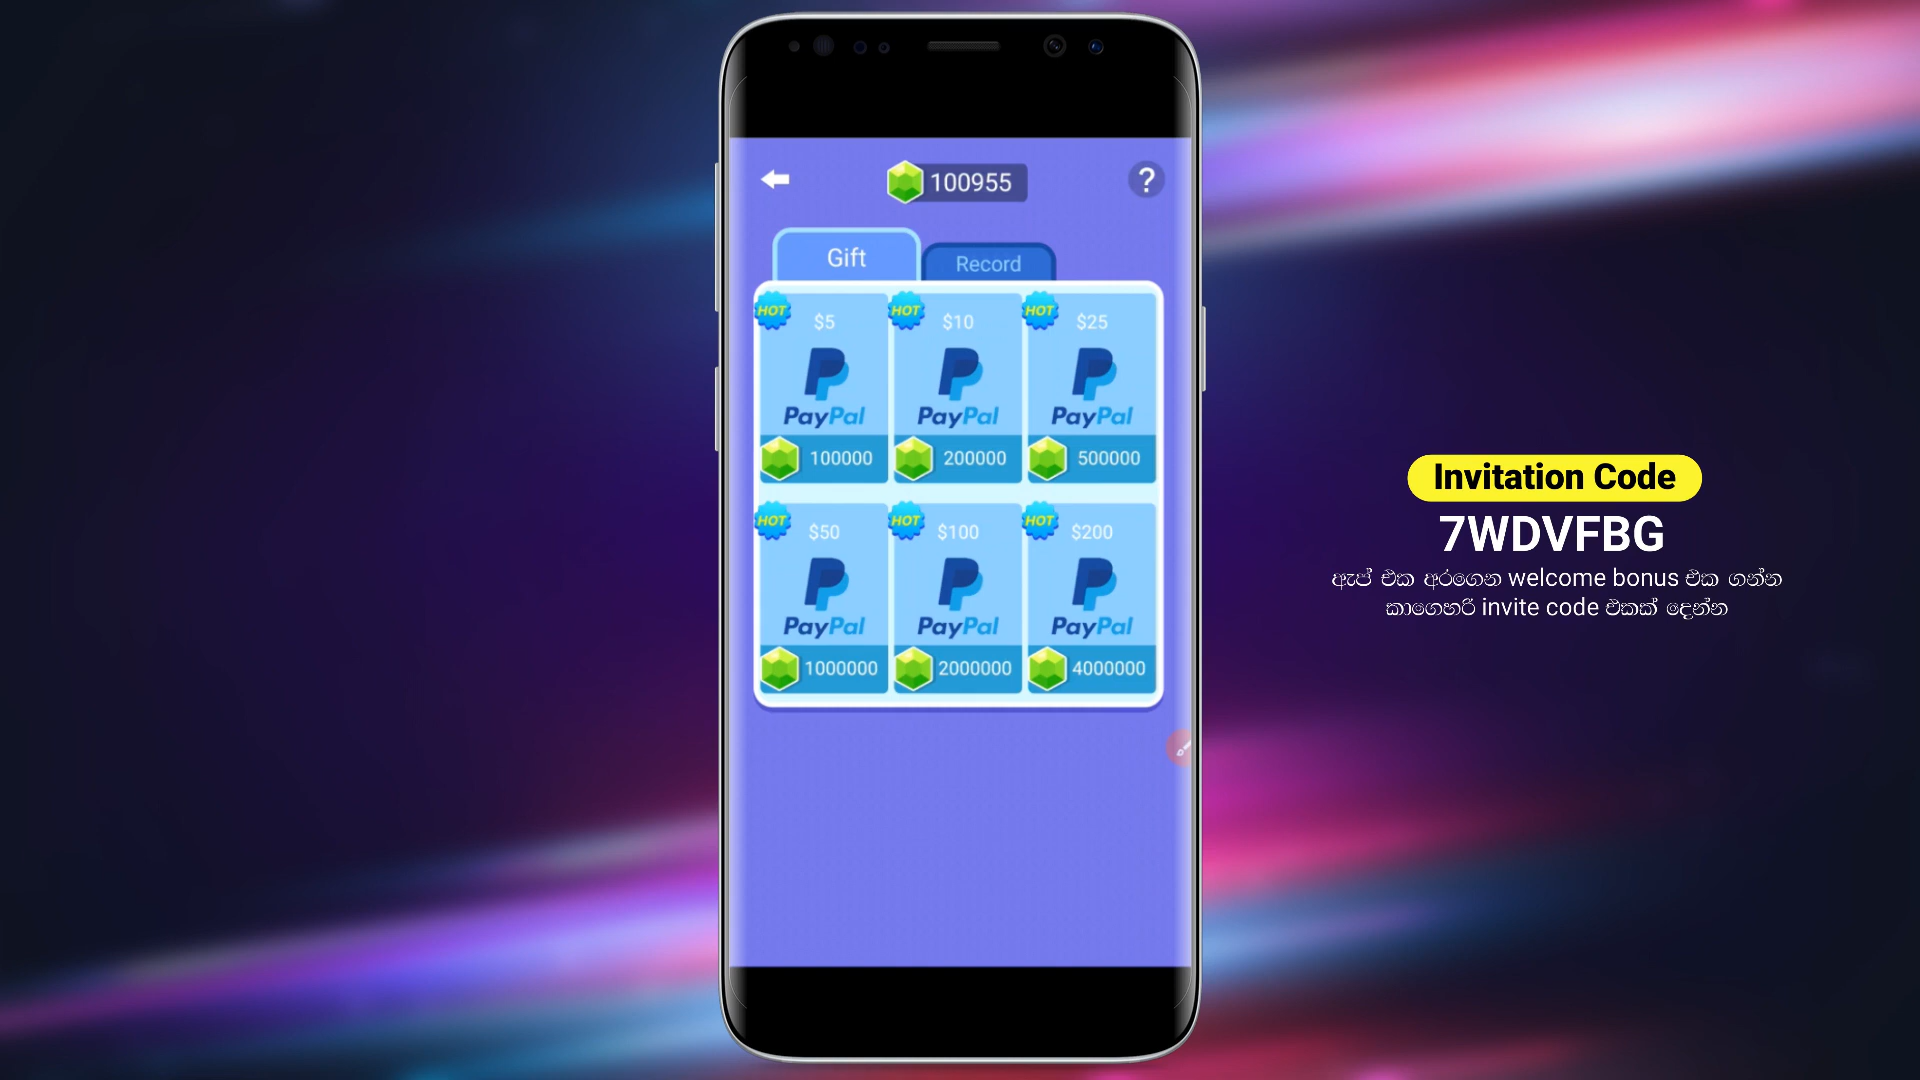 100955
?
Gift
Record
HOT
$5
PayPal
100000
HOT
$10
PayPal
200000
HOT
$25
PayPal
500000
HOT
$50
PayPal
1000000
HOT
$100
PayPal
2000000
HOT
$200
PayPal
4000000
Invitation Code
7WDVFBG
ඇප් එක අරගෙන welcome bonus එක ගන්න
කාගෙහරි invite code එකක් දෙන්න